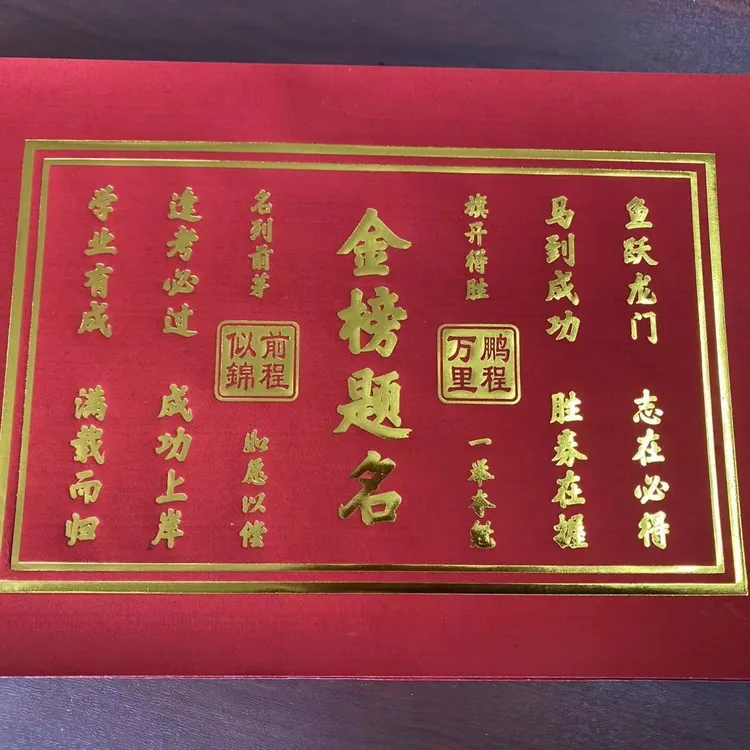 鱼跃龙门
志在必得
马到成功
胜券在握
旗开得胜
鹏程万里
一举夺魁
金榜题名
名列前茅
前程似錦
如愿以偿
逢考必过
成功上岸
学业有成
满载而归